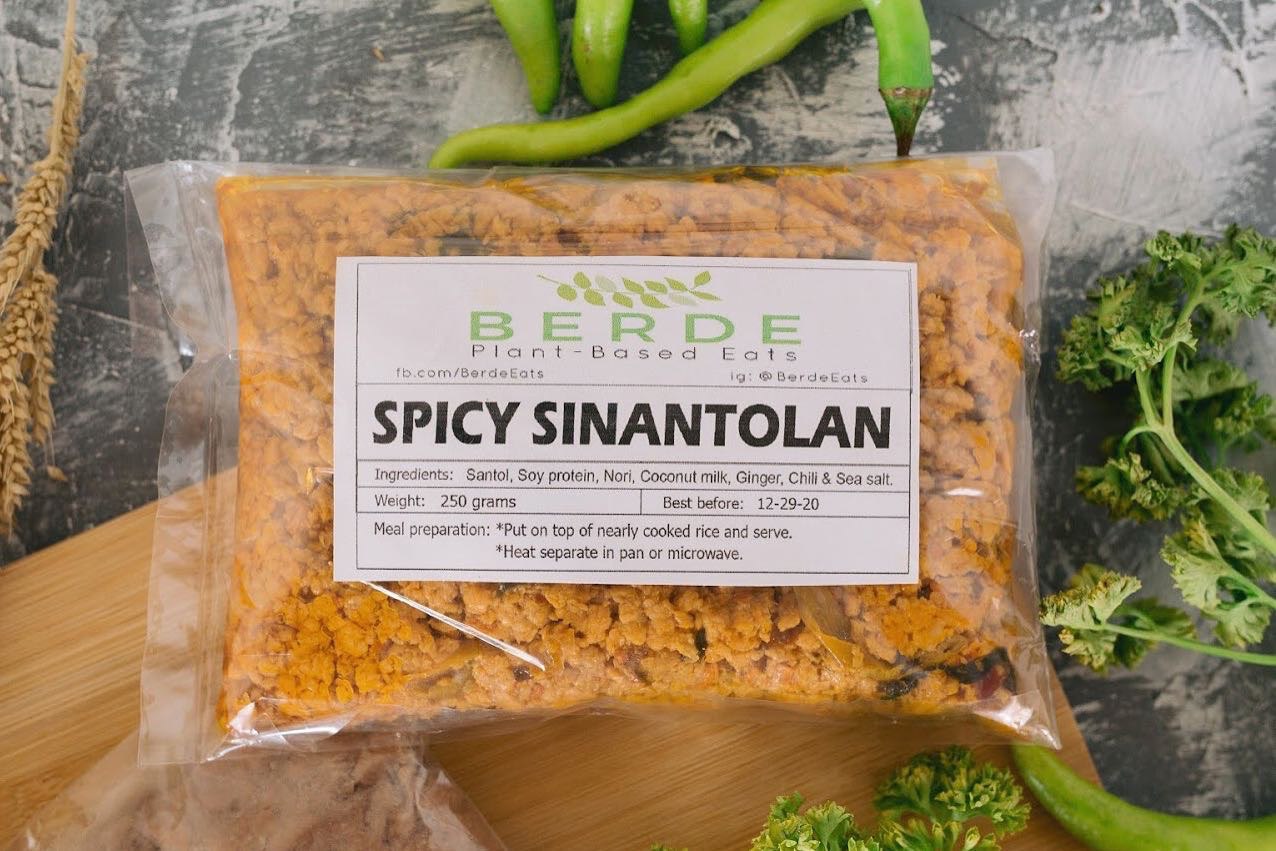 BERDE
Plant-Based Eats
fb.com/BerdeEats ig: @BerdeEats
SPICY SINANTOLAN
Ingredients: Santol, Soy protein, Nori, Coconut milk, Ginger, Chili & Sea salt.
Weight: 250 grams Best before: 12-29-20
Meal preparation: *Put on top of nearly cooked rice and serve.
*Heat separate in pan or microwave.